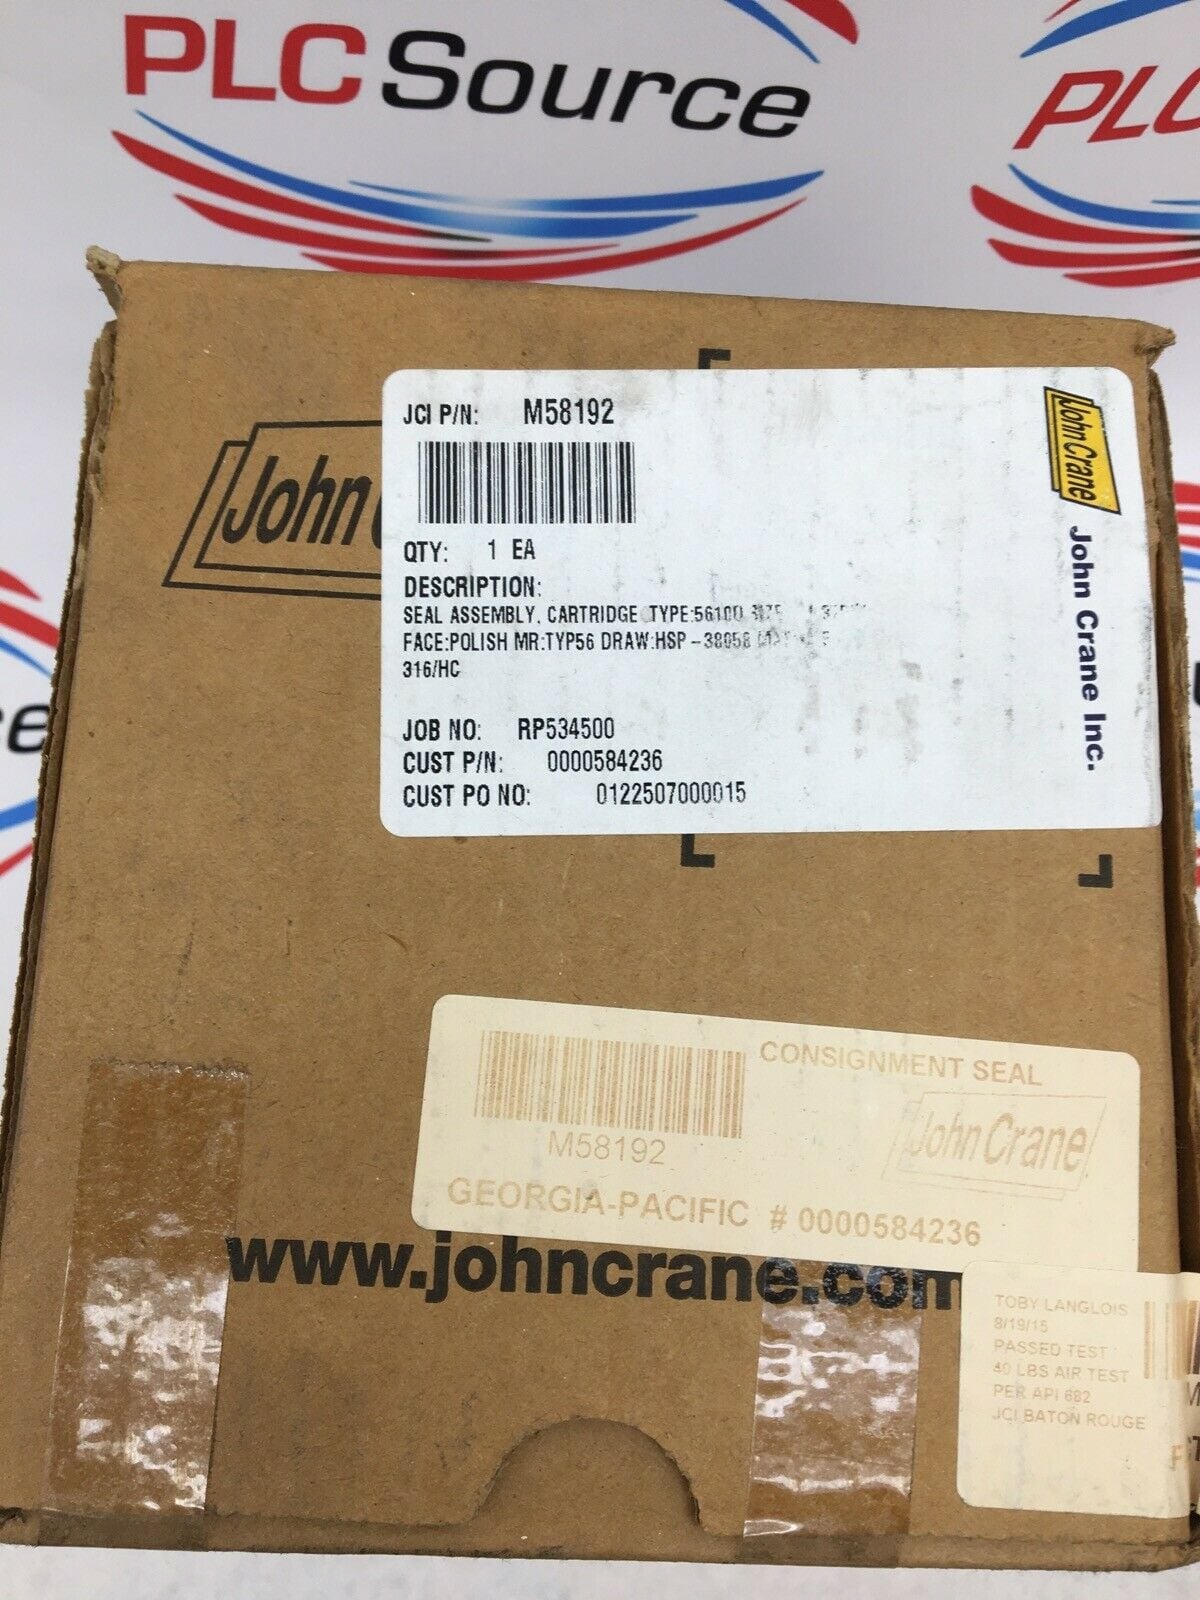 PLC Source
PLC
John
JCI P/N: M58192
QTY: 1 EA
DESCRIPTION:
SEAL ASSEMBLY, CARTRIDGE TYPE:5610D
FACE:POLISH MR:TYP56 DRAW:HSP-38058
316/HC
JOB NO: RP534500
CUST P/N: 0000584236
CUST PO NO: 0122507000015
John Crane
John Crane Inc.
CONSIGNMENT SEAL
M58192
John Crane
GEORGIA-PACIFIC # 0000584236
www.johncrane.com
TOBY LANGLOIS
8/19/15
PASSED TEST
40 LBS AIR TEST
PER API 682
JCI BATON ROUGE